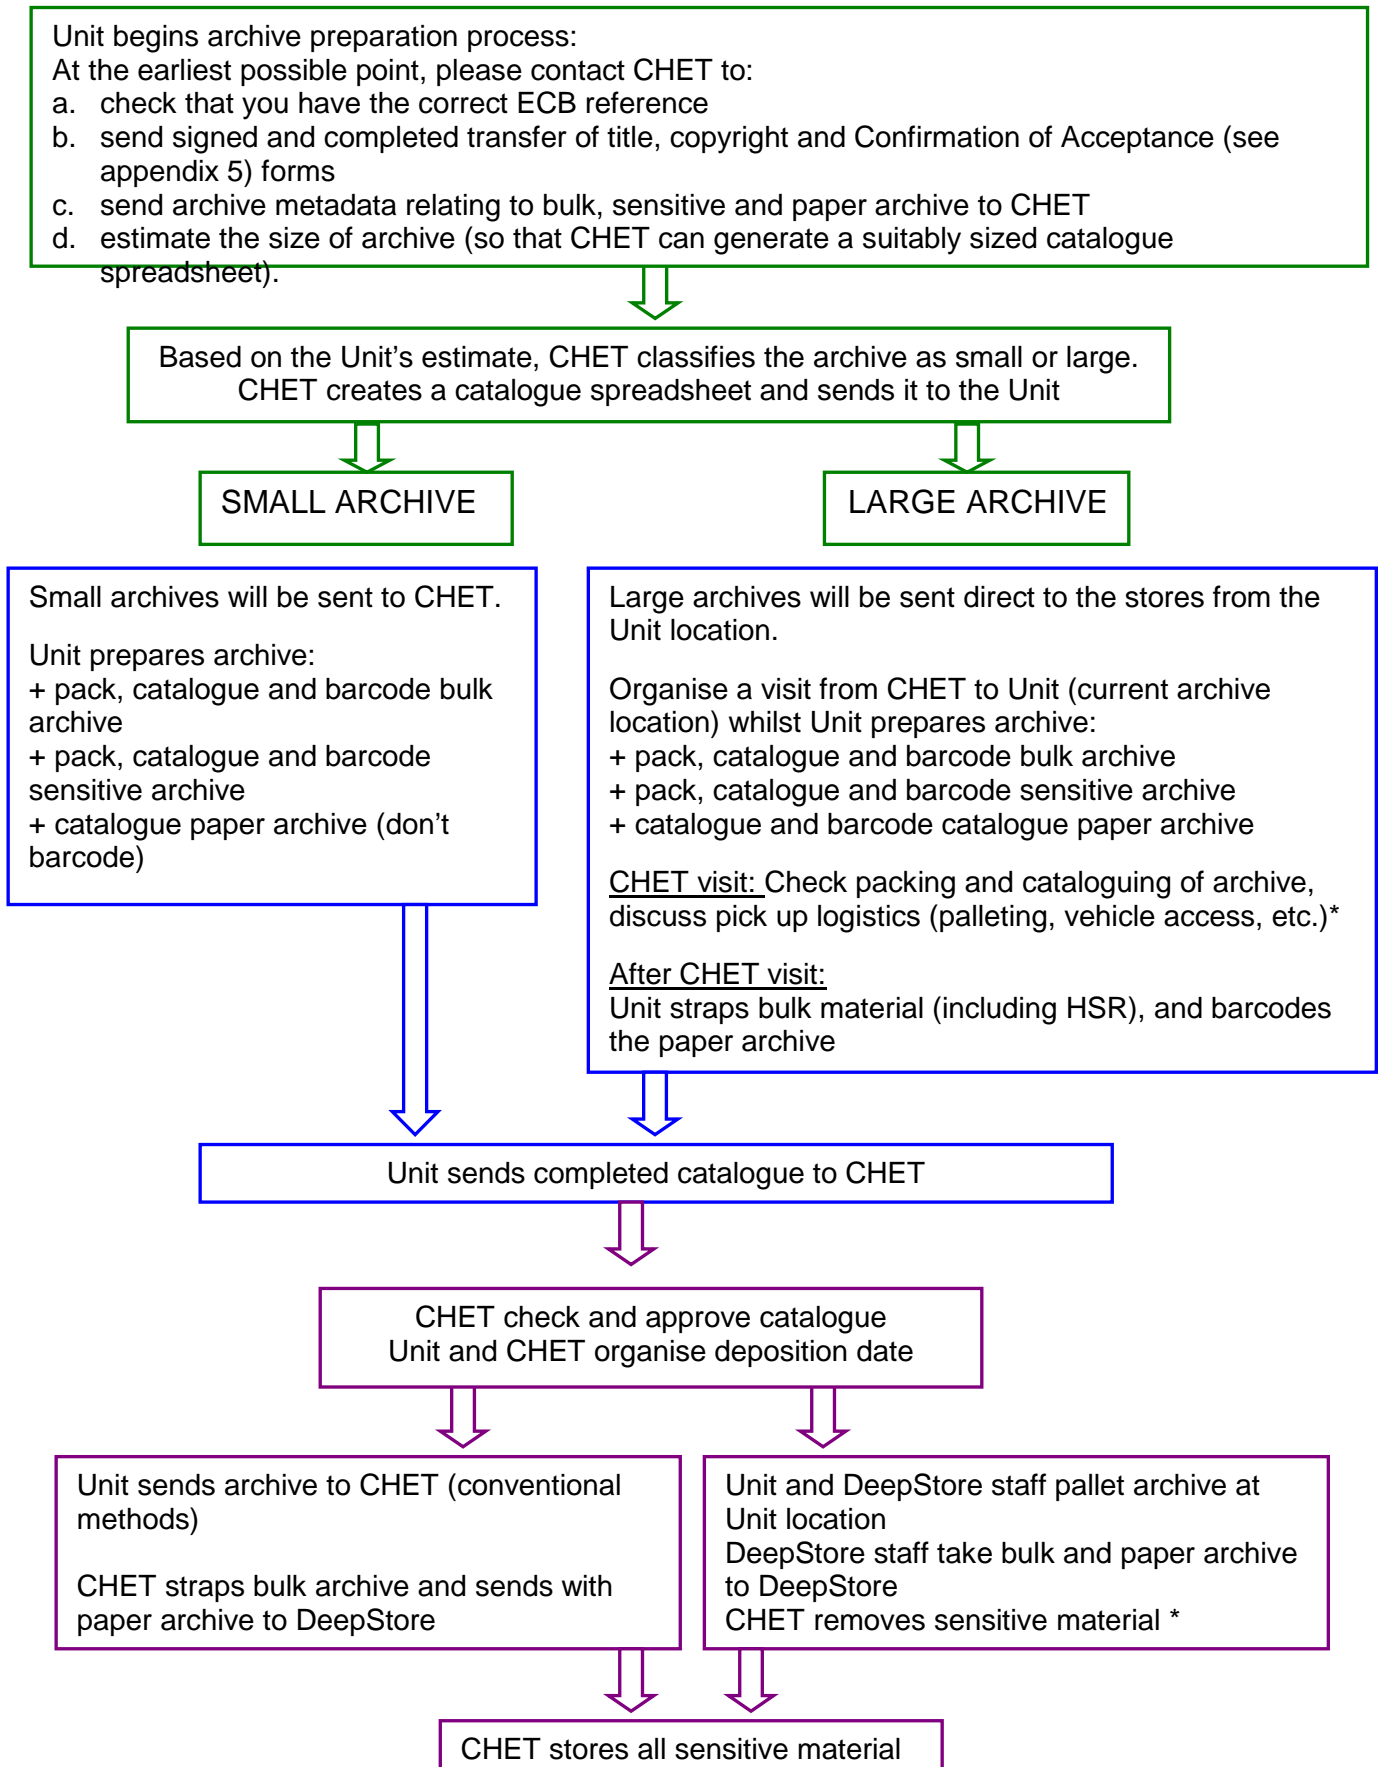 Unit begins archive preparation process:
At the earliest possible point, please contact CHET to:
a. check that you have the correct ECB reference
b. send signed and completed transfer of title, copyright and Confirmation of Acceptance (see
appendix 5) forms
c. send archive metadata relating to bulk, sensitive and paper archive to CHET
d. estimate the size of archive (so that CHET can generate a suitably sized catalogue
spreadsheet).
Based on the Unit’s estimate, CHET classifies the archive as small or large.
CHET creates a catalogue spreadsheet and sends it to the Unit
SMALL ARCHIVE
LARGE ARCHIVE
Small archives will be sent to CHET.
Unit prepares archive:
+ pack, catalogue and barcode bulk
archive
+ pack, catalogue and barcode
sensitive archive
+ catalogue paper archive (don’t
barcode)
Large archives will be sent direct to the stores from the
Unit location.
Organise a visit from CHET to Unit (current archive
location) whilst Unit prepares archive:
+ pack, catalogue and barcode bulk archive
+ pack, catalogue and barcode sensitive archive
+ catalogue and barcode catalogue paper archive
CHET visit: Check packing and cataloguing of archive,
discuss pick up logistics (palleting, vehicle access, etc.)*
After CHET visit:
Unit straps bulk material (including HSR), and barcodes
the paper archive
Unit sends completed catalogue to CHET
CHET check and approve catalogue
Unit and CHET organise deposition date
Unit sends archive to CHET (conventional
methods)
CHET straps bulk archive and sends with
paper archive to DeepStore
Unit and DeepStore staff pallet archive at
Unit location
DeepStore staff take bulk and paper archive
to DeepStore
CHET removes sensitive material *
CHET stores all sensitive material